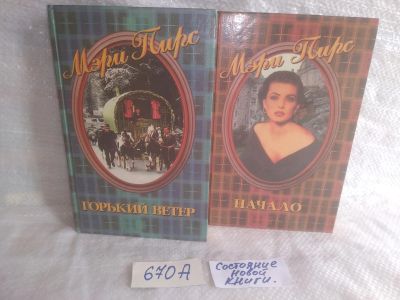 Мэри Пирс
ГОРЬКИЙ ВЕТЕР
Мэри Пирс
НАЧАЛО
670А
Состояние
новой
книги.